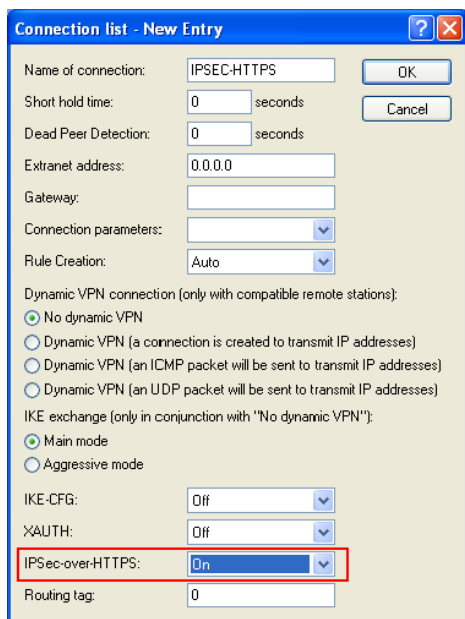 Connection list - New Entry
Name of connection: IPSEC-HTTPS OK
Short hold time: 0 seconds Cancel
Dead Peer Detection: 0 seconds
Extranet address: 0.0.0.0
Gateway:
Connection parameters:
Rule Creation: Auto
Dynamic VPN connection (only with compatible remote stations):
No dynamic VPN
Dynamic VPN (a connection is created to transmit IP addresses)
Dynamic VPN (an ICMP packet will be sent to transmit IP addresses)
Dynamic VPN (an UDP packet will be sent to transmit IP addresses)
IKE exchange (only in conjunction with "No dynamic VPN"):
Main mode
Aggressive mode
IKE-CFG: Off
XAUTH: Off
IPSec-over-HTTPS: On
Routing tag: 0